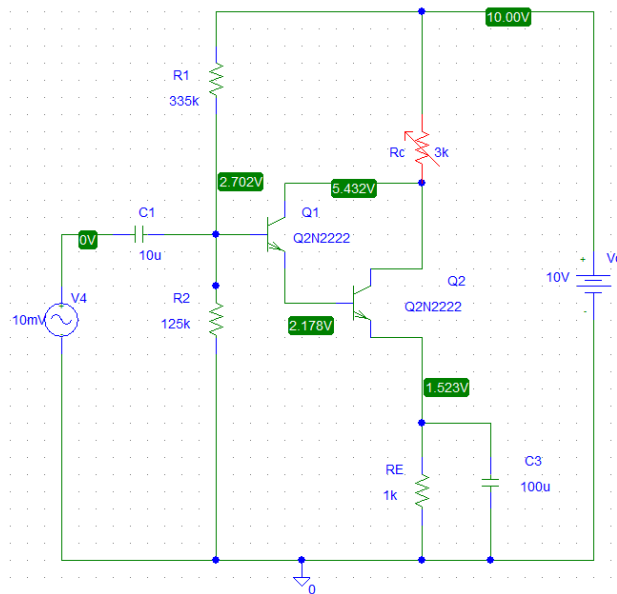 10.00V
R1
335k
Rc
3k
2.702V
5.432V
C1
Q1
0V
10u
Q2N2222
Q2
V4
R2
10V
10mV
125k
2.178V
Q2N2222
1.523V
RE
C3
1k
100u
0
+
-